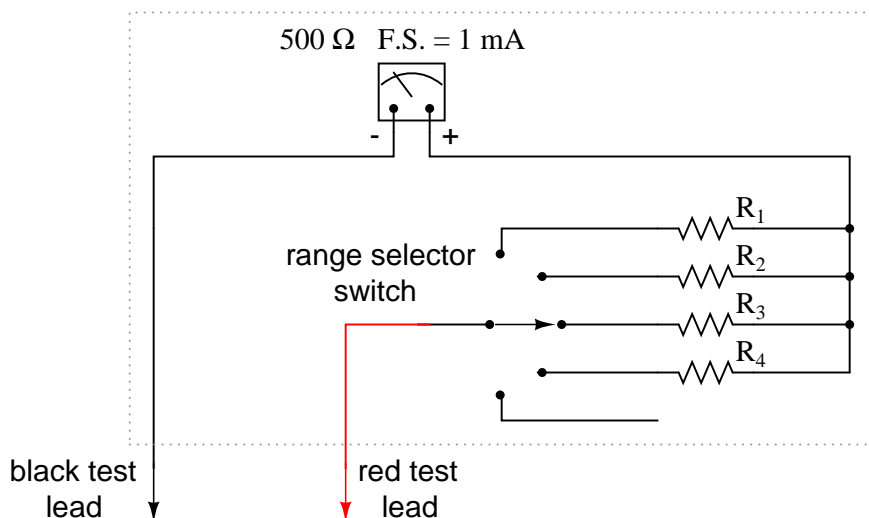 500 Ω F.S. = 1 mA
- +
R1
range selector
switch
R2
R3
R4
black test
lead
red test
lead